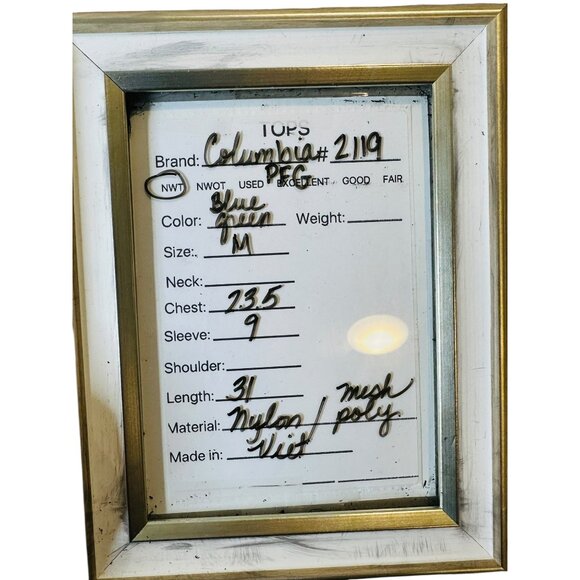 TOPS
Brand: Columbia # 2119
PFG
NWT NWOT USED EXCELLENT GOOD FAIR
Blue
Color: green Weight:
Size: M
Neck:
Chest: 23.5
Sleeve: 9
Shoulder:
Length: 31
Material: Nylon / mesh poly
Made in: Viet